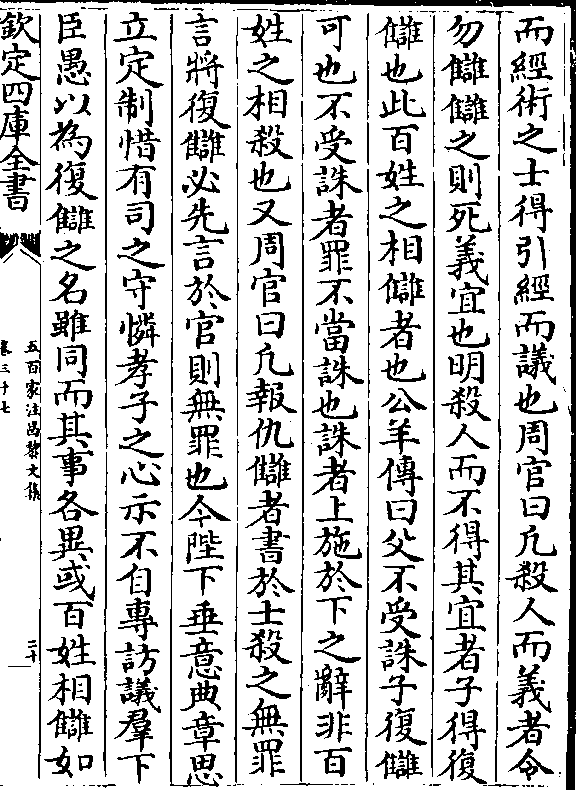 而經術之士得引經而議也周官曰凡殺人而義者令
勿讎讎之則死義宜也明殺人而不得其宜者子得復
讎也此百姓之相讎者也公羊傳曰父不受誅子復讎
可也不受誅者罪不當誅也誅者上施於下之辭非百
姓之相殺也又周官曰凡報仇讎者書於士殺之無罪
言將復讎必先言於官則無罪也今陛下垂意典章思
立定制惜有司之守憐孝子之心示不自專訪議羣下
臣愚以為復讎之名雖同而其事各異或百姓相讎如
欽定四庫全書
五百家注昌黎文集
卷三十七
二十